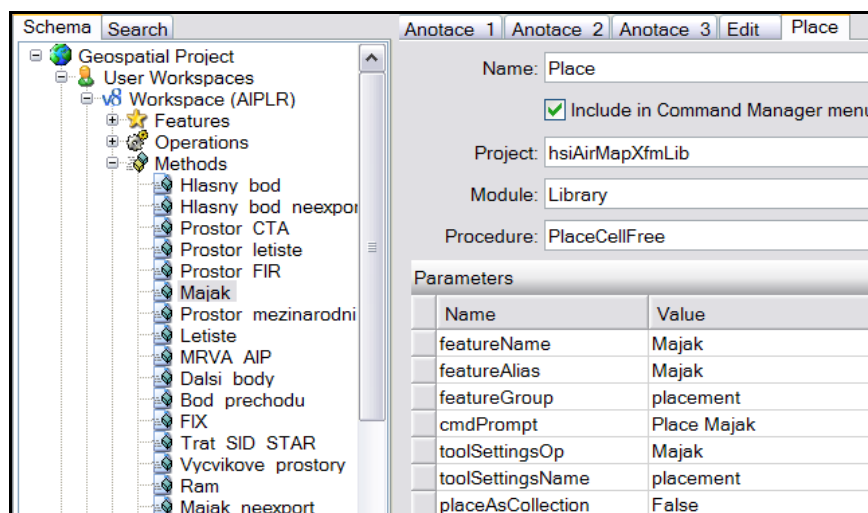 Schema Search
Geospatial Project
User Workspaces
Workspace (AIPLR)
Features
Operations
Methods
Hlasny bod
Hlasny bod neexpor
Prostor CTA
Prostor letiste
Prostor FIR
Majak
Prostor mezinarodni
Letiste
MRVA AIP
Dalsi body
Bod prechodu
FIX
Trat SID STAR
Vycvikove prostory
Ram
Majak neexport
Anotace 1 Anotace 2 Anotace 3 Edit Place
Name: Place
Include in Command Manager menu
Project: hsiAirMapXfmLib
Module: Library
Procedure: PlaceCellFree
Parameters
Name Value
featureName Majak
featureAlias Majak
featureGroup placement
cmdPrompt Place Majak
toolSettingsOp Majak
toolSettingsName placement
placeAsCollection False